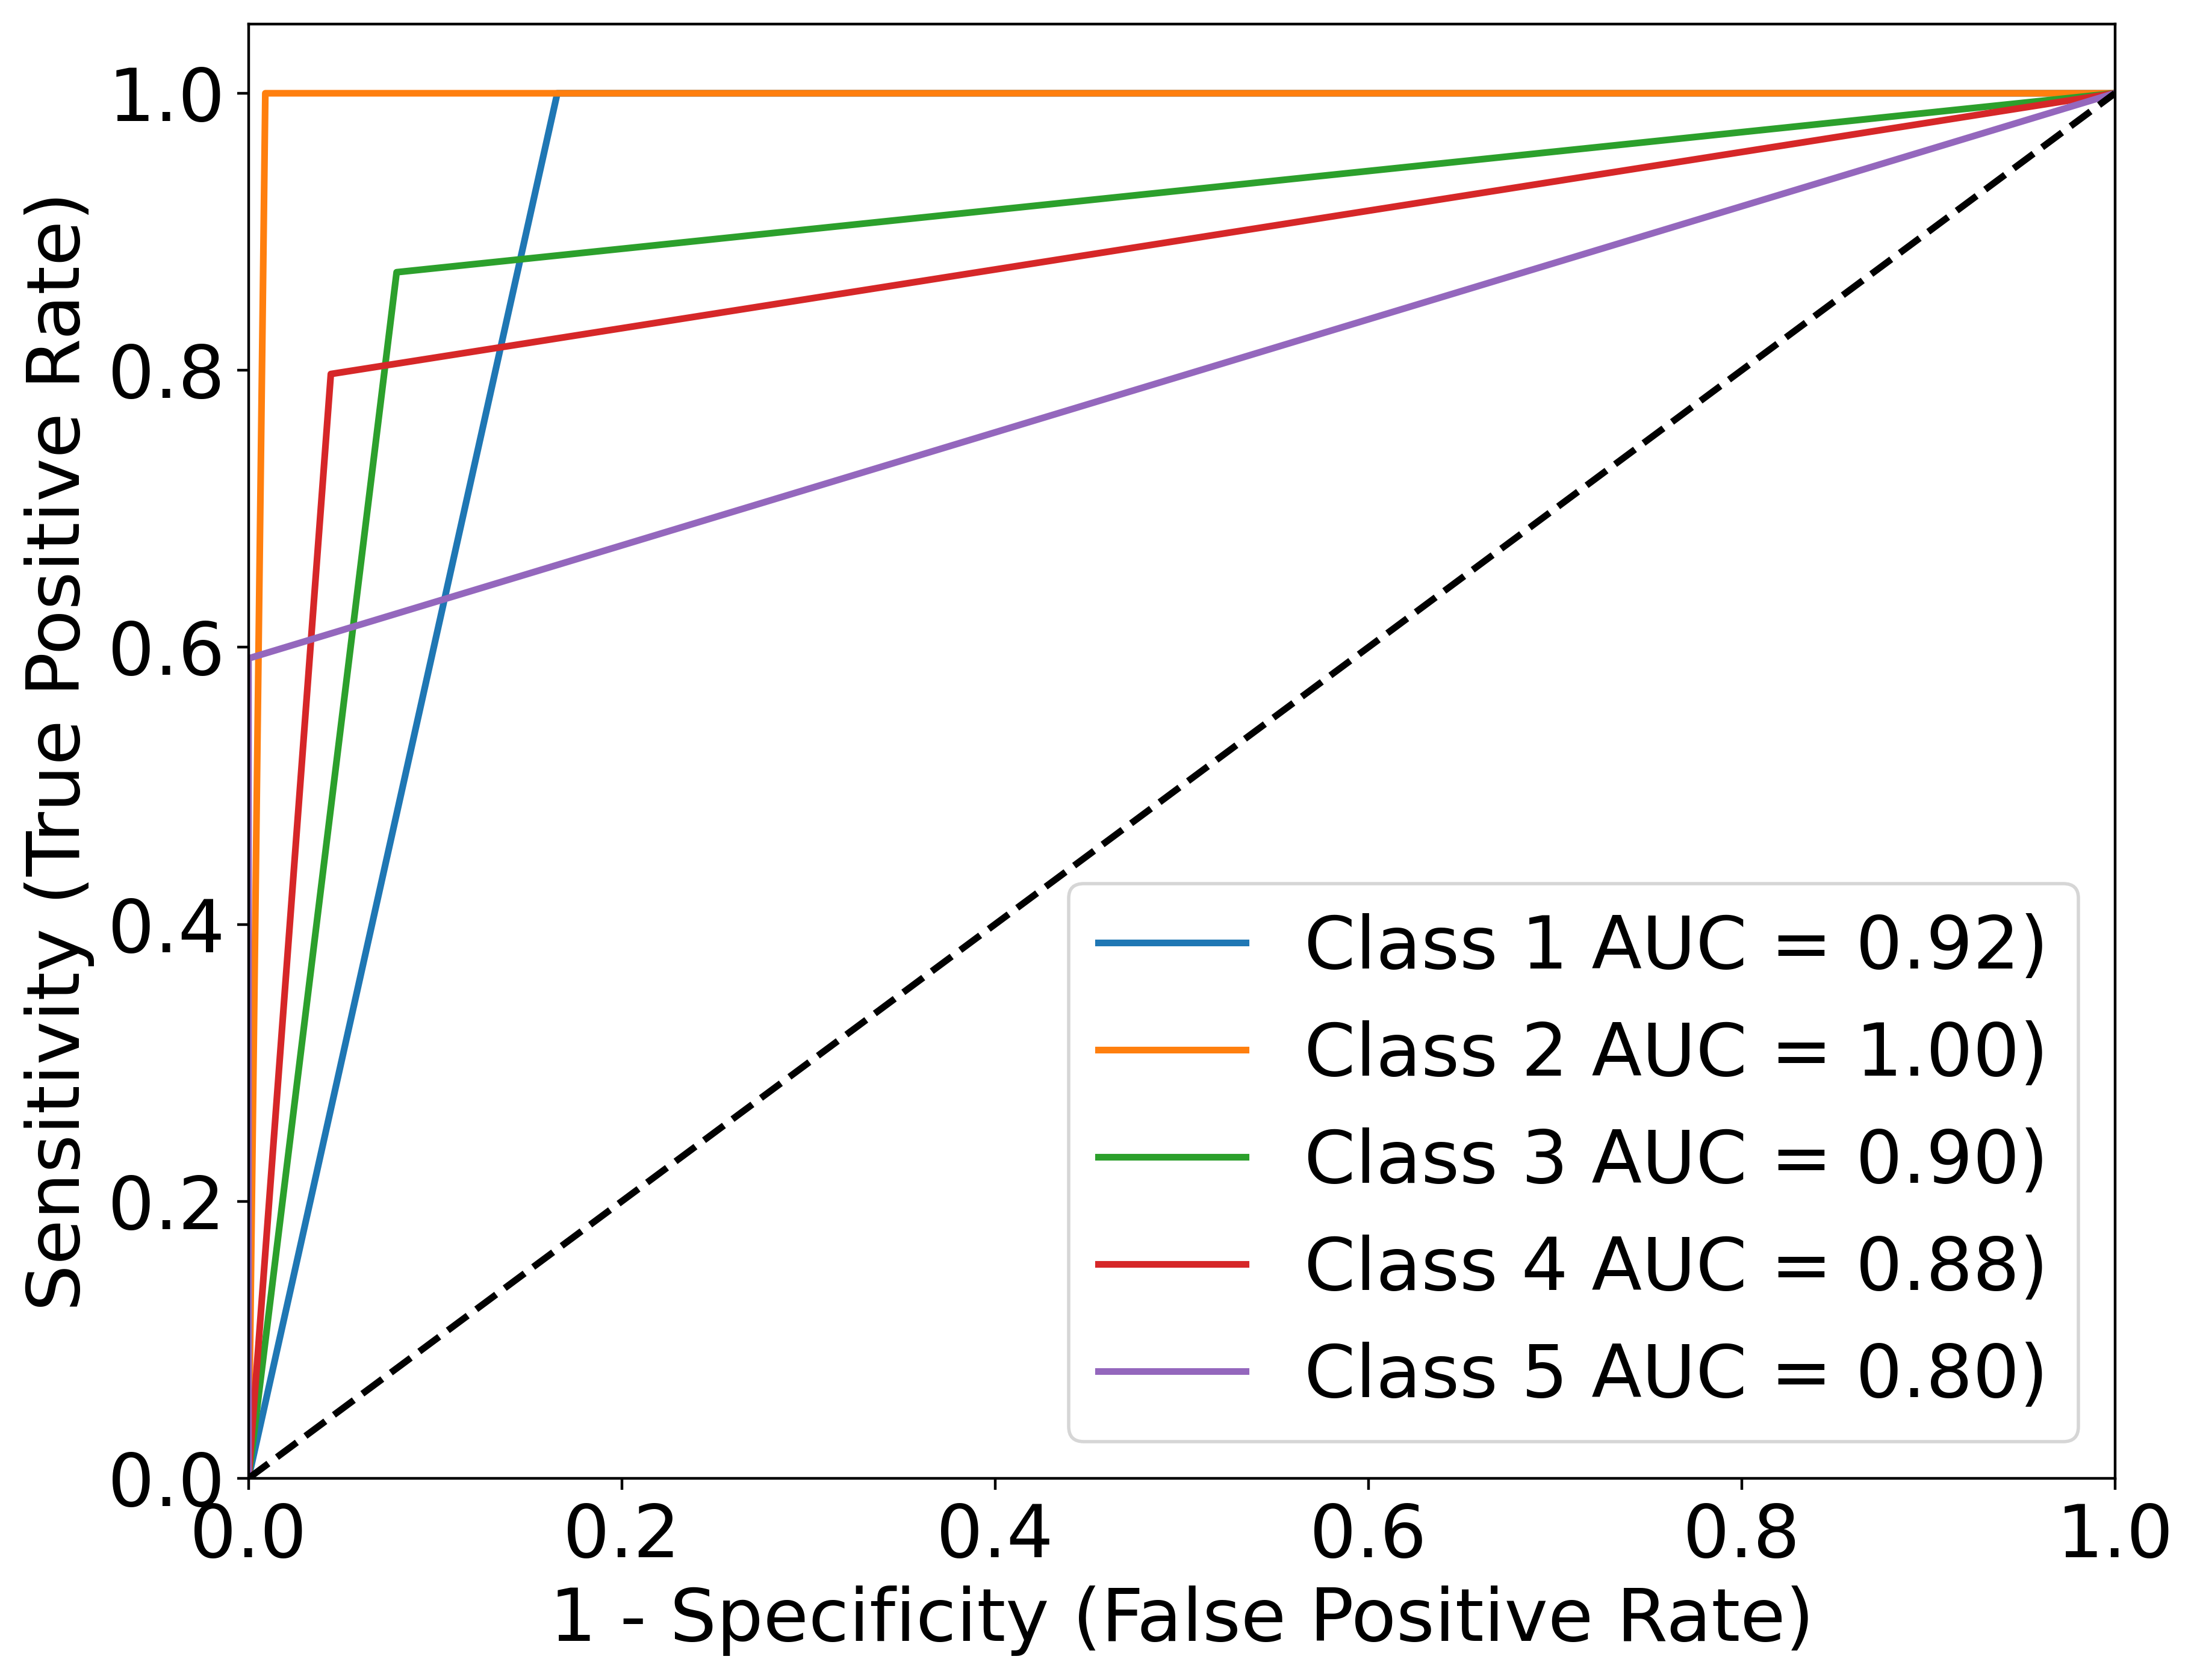 Sensitivity (True Positive Rate)
1.0
0.8
0.6
0.4
0.2
0.0
Class 1 AUC = 0.92)
Class 2 AUC = 1.00)
Class 3 AUC = 0.90)
Class 4 AUC = 0.88)
Class 5 AUC = 0.80)
0.0 0.2 0.4 0.6 0.8 1.0
1 - Specificity (False Positive Rate)